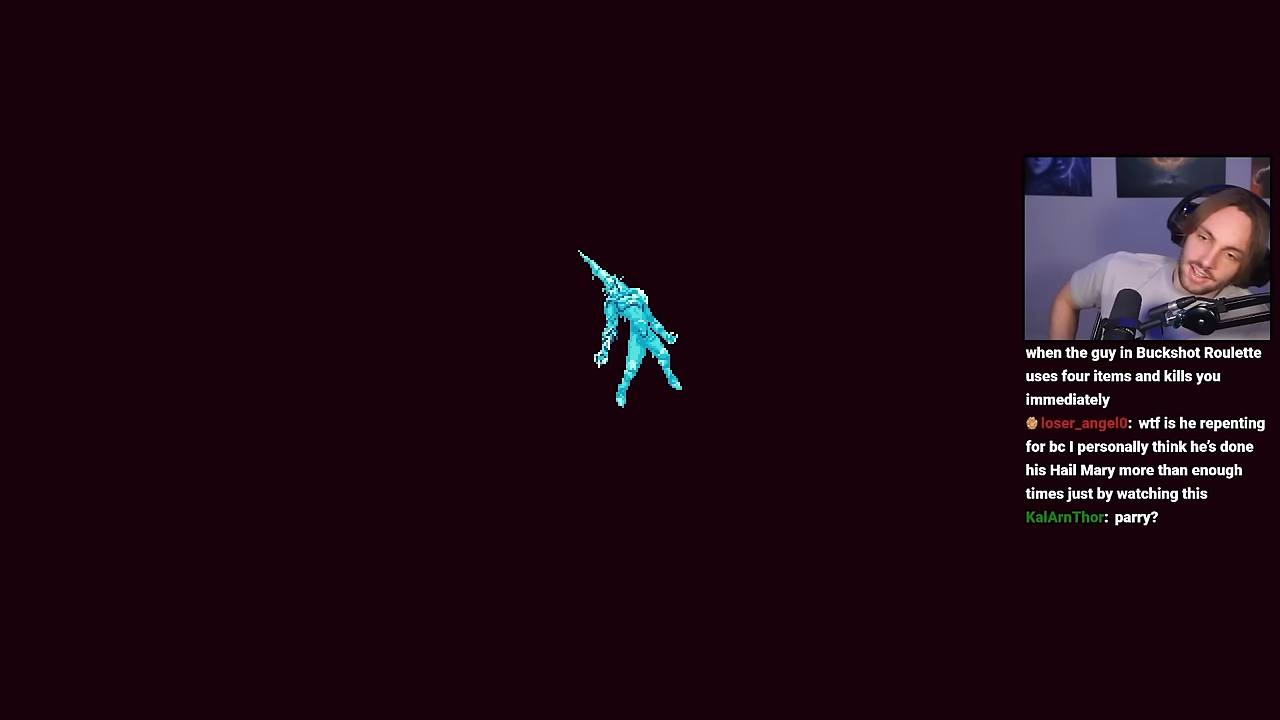 when the guy in Buckshot Roulette
uses four items and kills you
immediately
loser_angel0: wtf is he repenting
for bc I personally think he's done
his Hail Mary more than enough
times just by watching this
KalArnThor: parry?